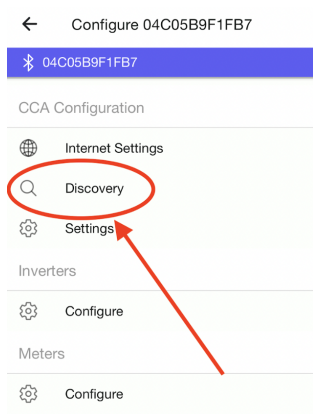 Configure 04C05B9F1FB7
04C05B9F1FB7
CCA Configuration
Internet Settings
Discovery
Settings
Inverters
Configure
Meters
Configure